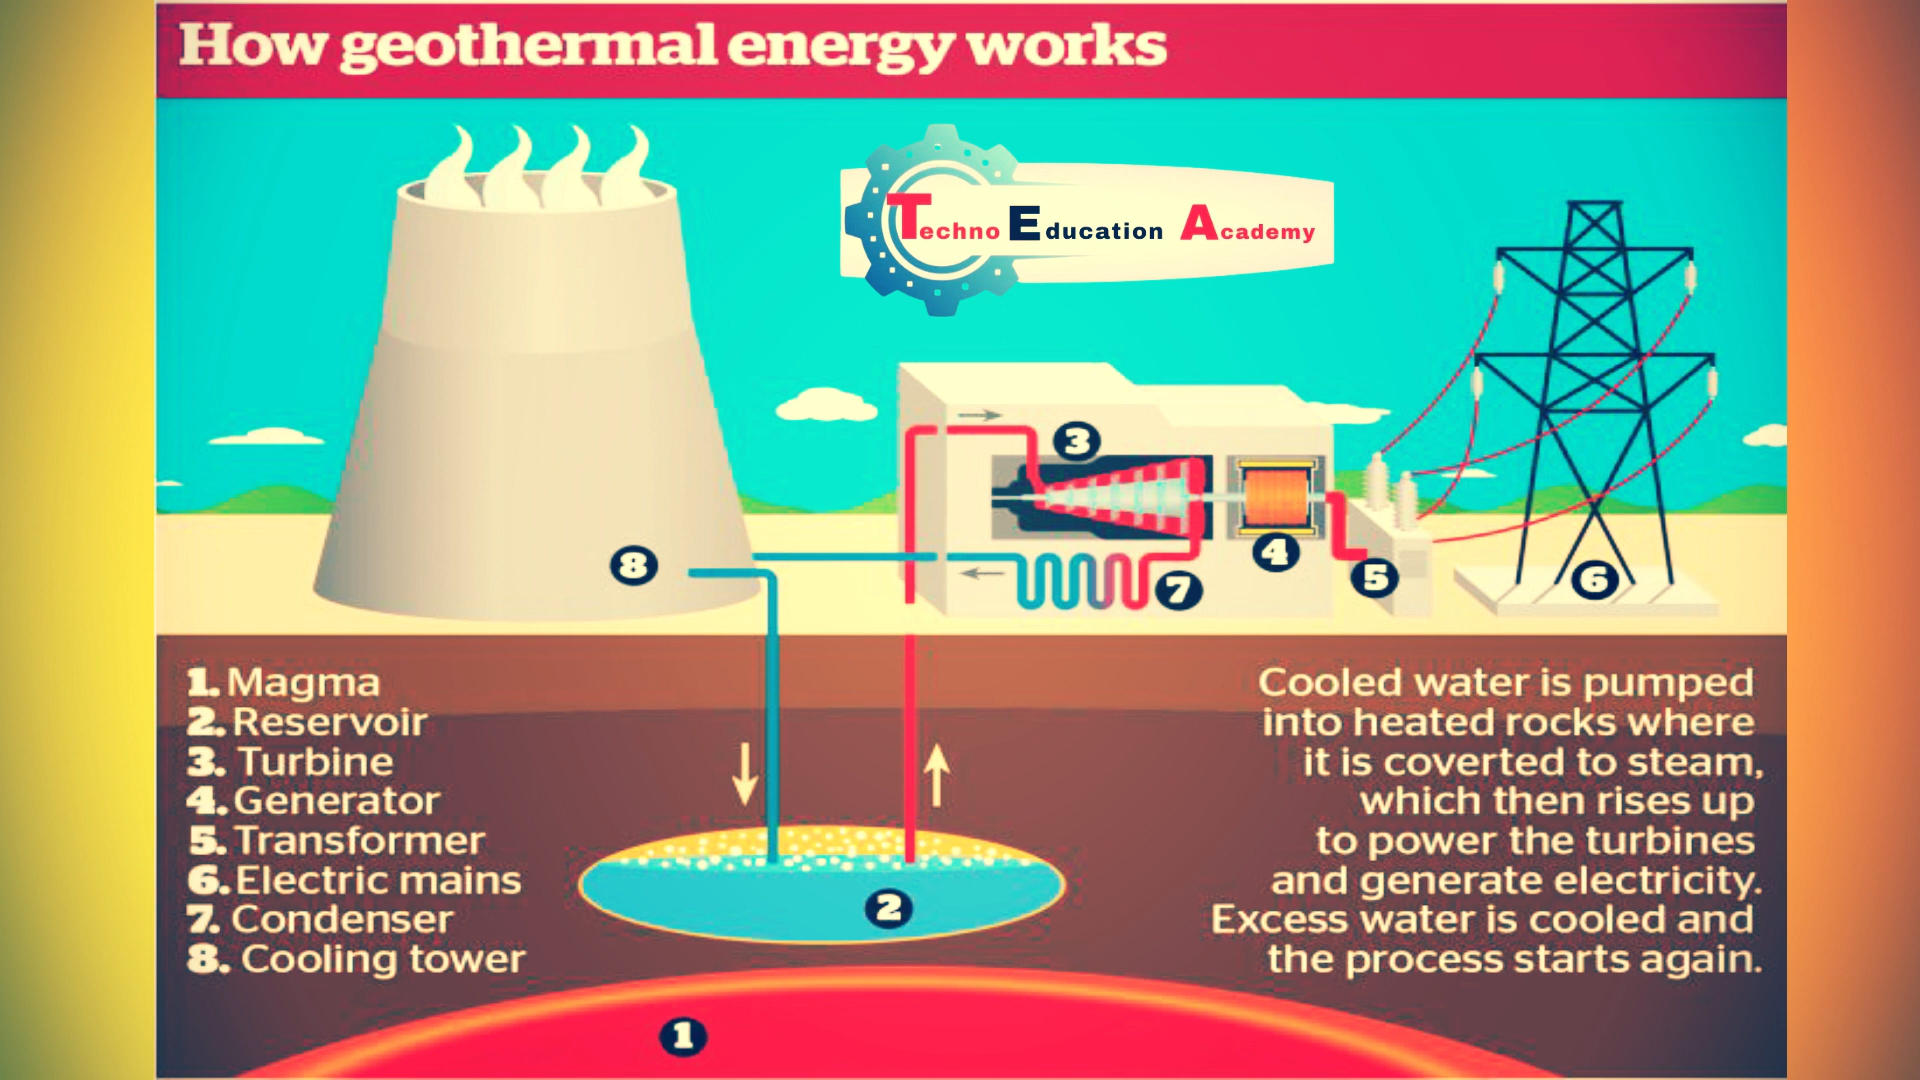 How geothermal energy works
Techno Education Academy
3
8
4
7
5
6
1. Magma
2. Reservoir
3. Turbine
4. Generator
5. Transformer
6. Electric mains
7. Condenser
8. Cooling tower
Cooled water is pumped
into heated rocks where
it is coverted to steam,
which then rises up
to power the turbines
and generate electricity.
Excess water is cooled and
the process starts again.
2
1